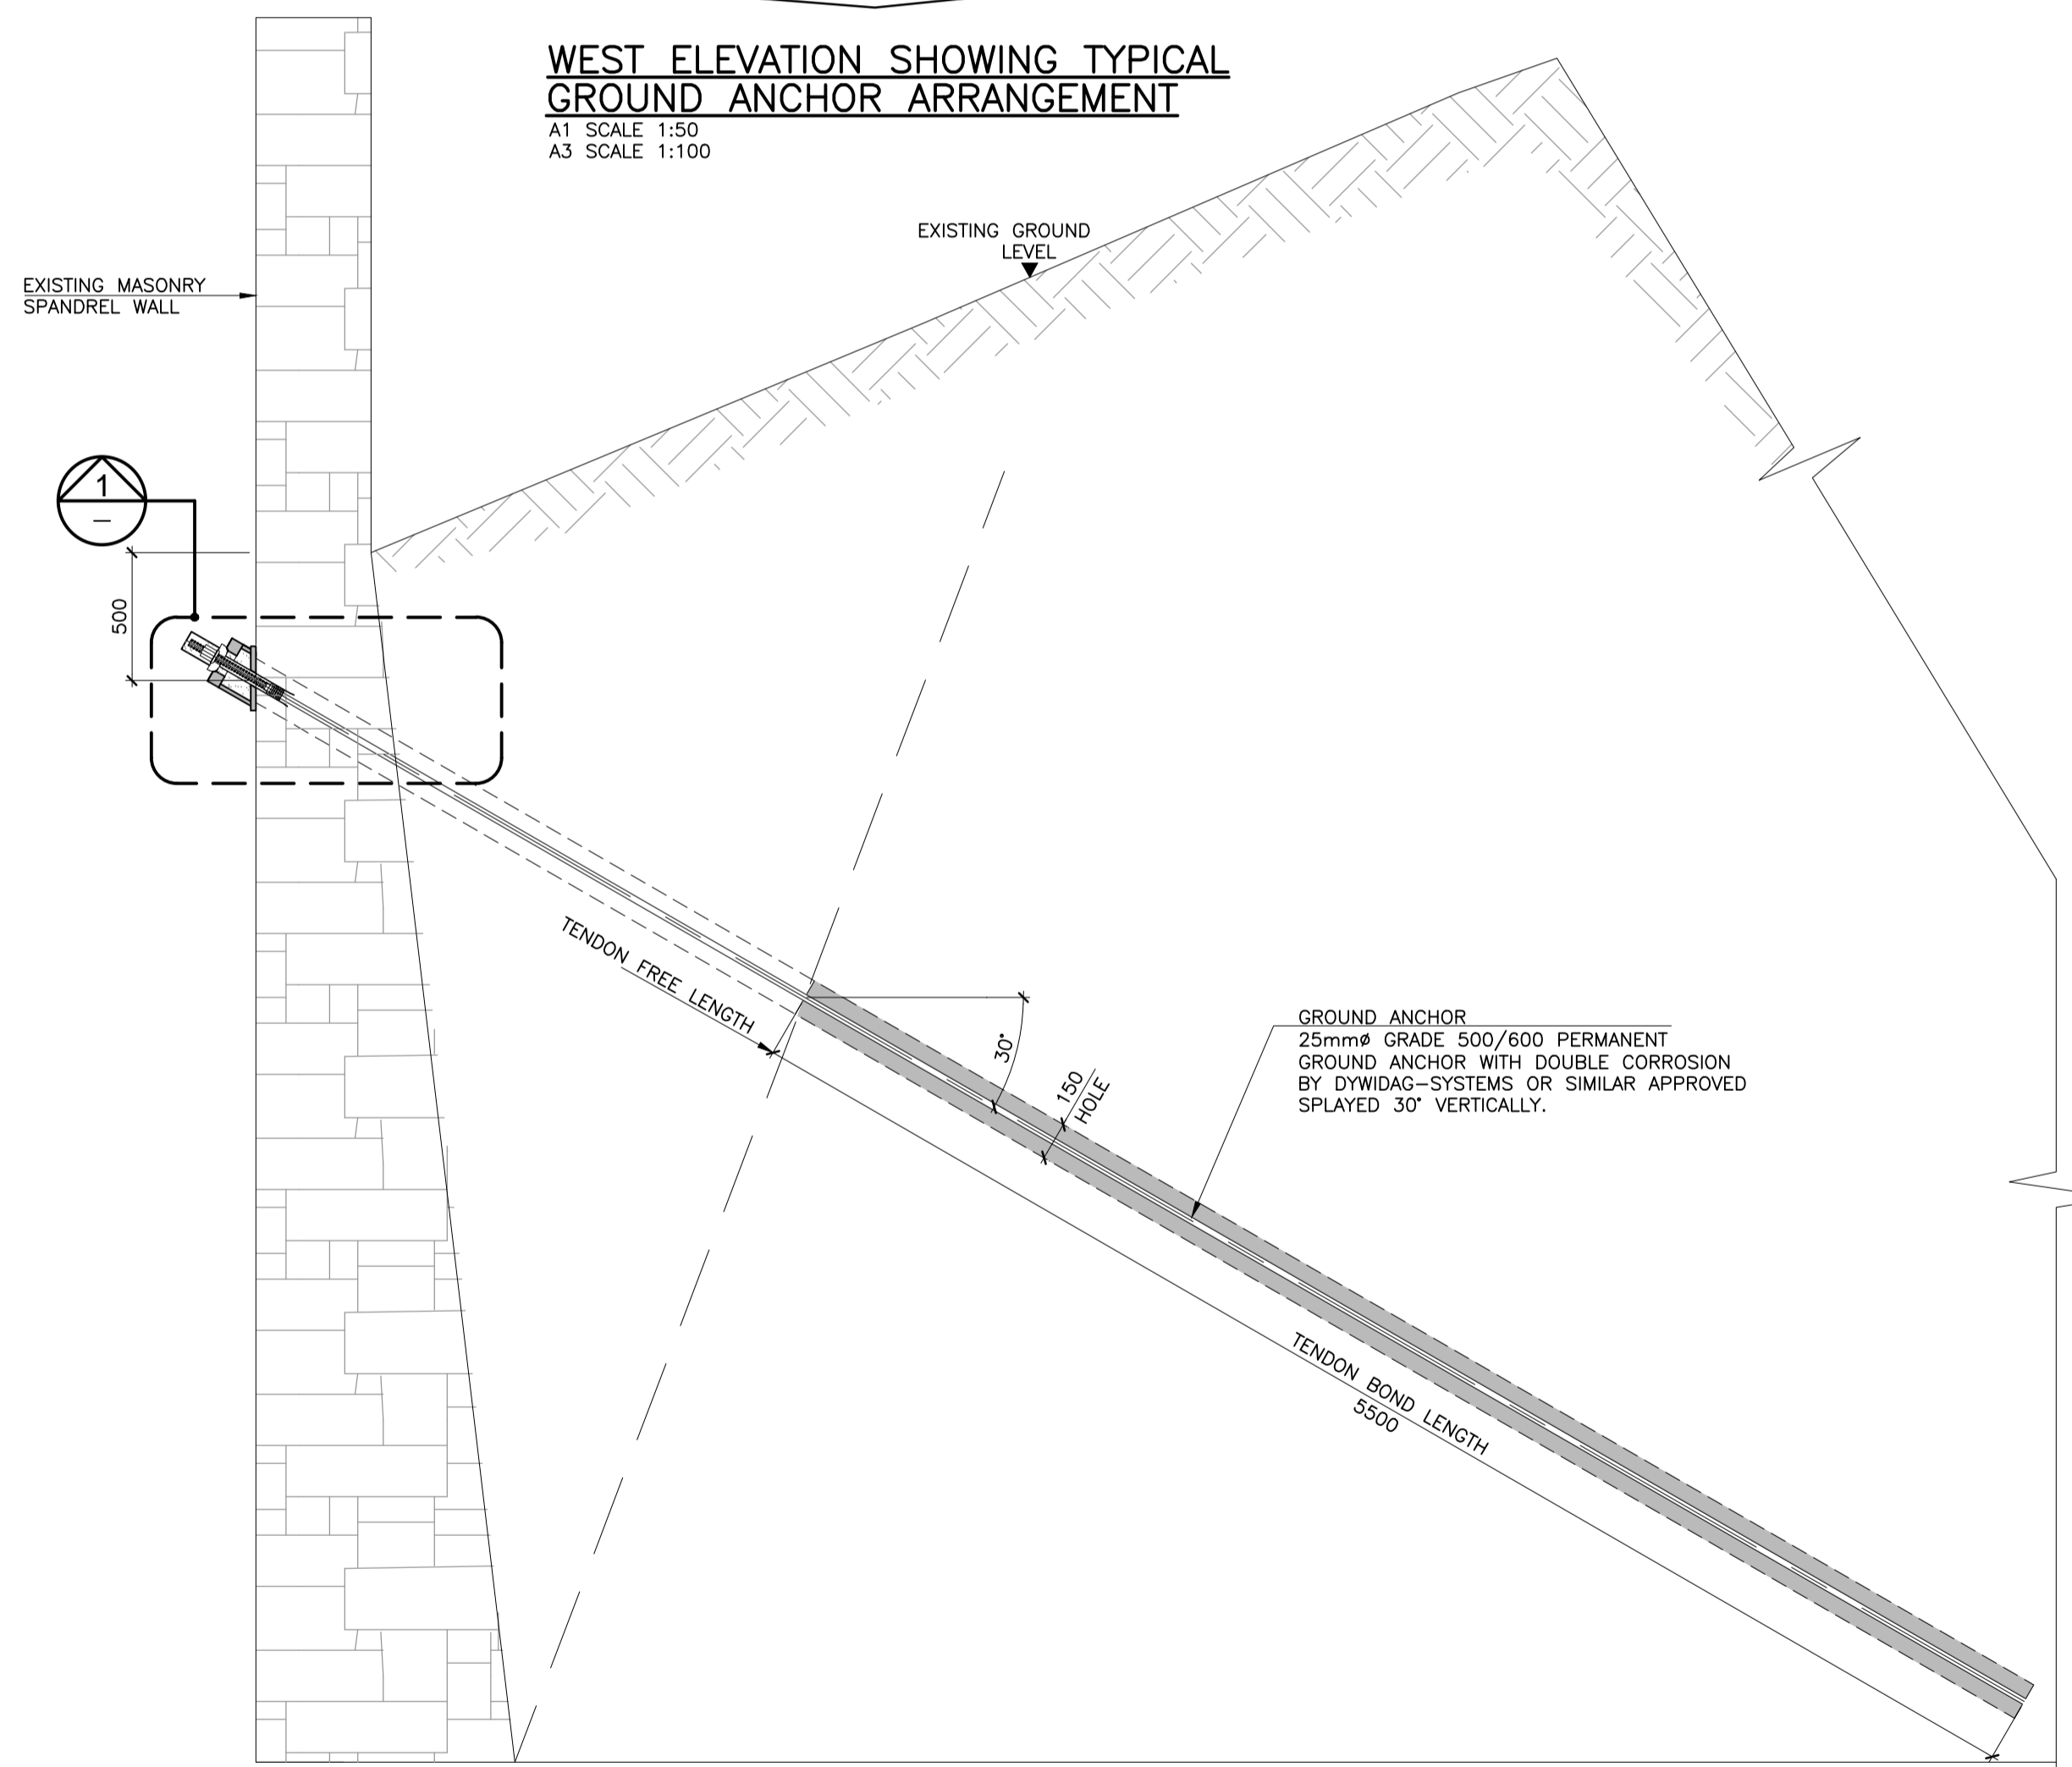 WEST ELEVATION SHOWING TYPICAL
GROUND ANCHOR ARRANGEMENT
A1 SCALE 1:50
A3 SCALE 1:100
EXISTING GROUND
LEVEL
EXISTING MASONRY
SPANDREL WALL
1
–
500
TENDON FREE LENGTH
30°
150
HOLE
GROUND ANCHOR
25mmø GRADE 500/600 PERMANENT
GROUND ANCHOR WITH DOUBLE CORROSION
BY DYWIDAG-SYSTEMS OR SIMILAR APPROVED
SPLAYED 30° VERTICALLY.
TENDON BOND LENGTH
5500